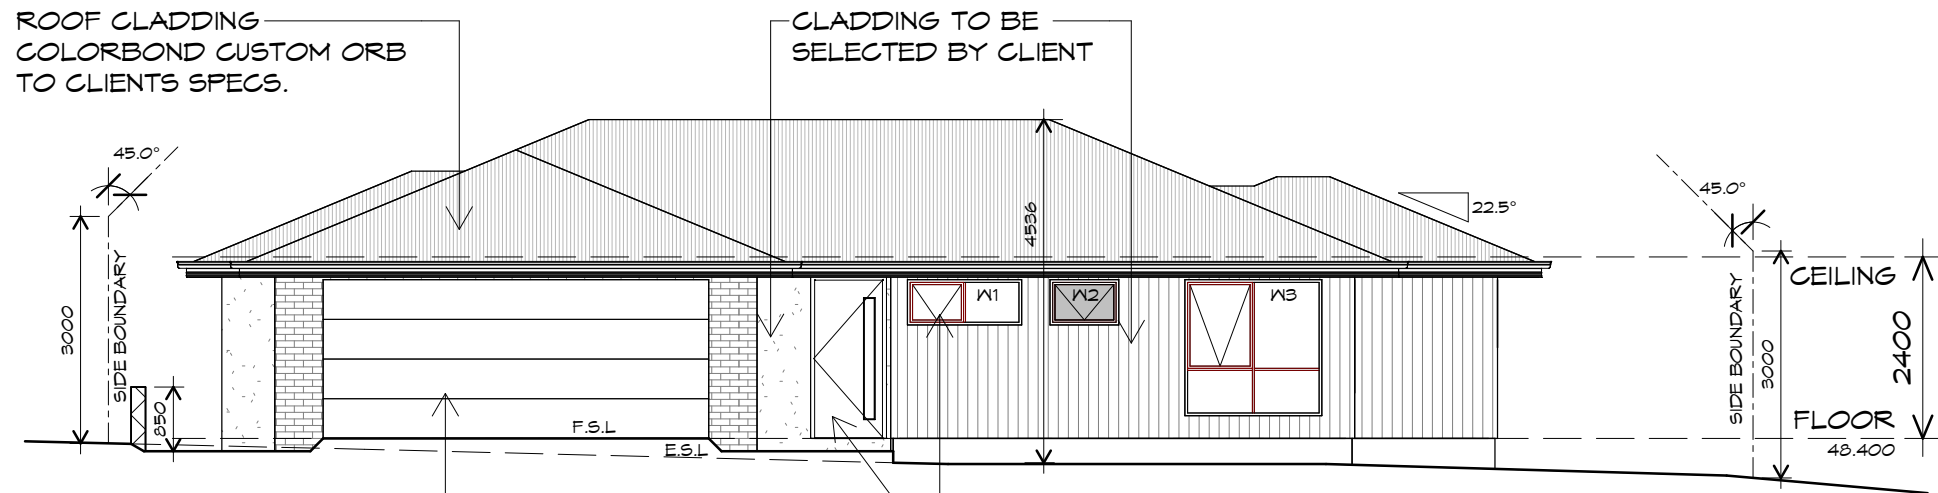 ROOF CLADDING
COLORBOND CUSTOM ORB
TO CLIENTS SPECS.
CLADDING TO BE
SELECTED BY CLIENT
45.0°
3000
SIDE BOUNDARY
850
4536
22.5°
W1
W2
W3
F.S.L
E.S.L
45.0°
SIDE BOUNDARY
3000
CEILING
2400
FLOOR
48.400